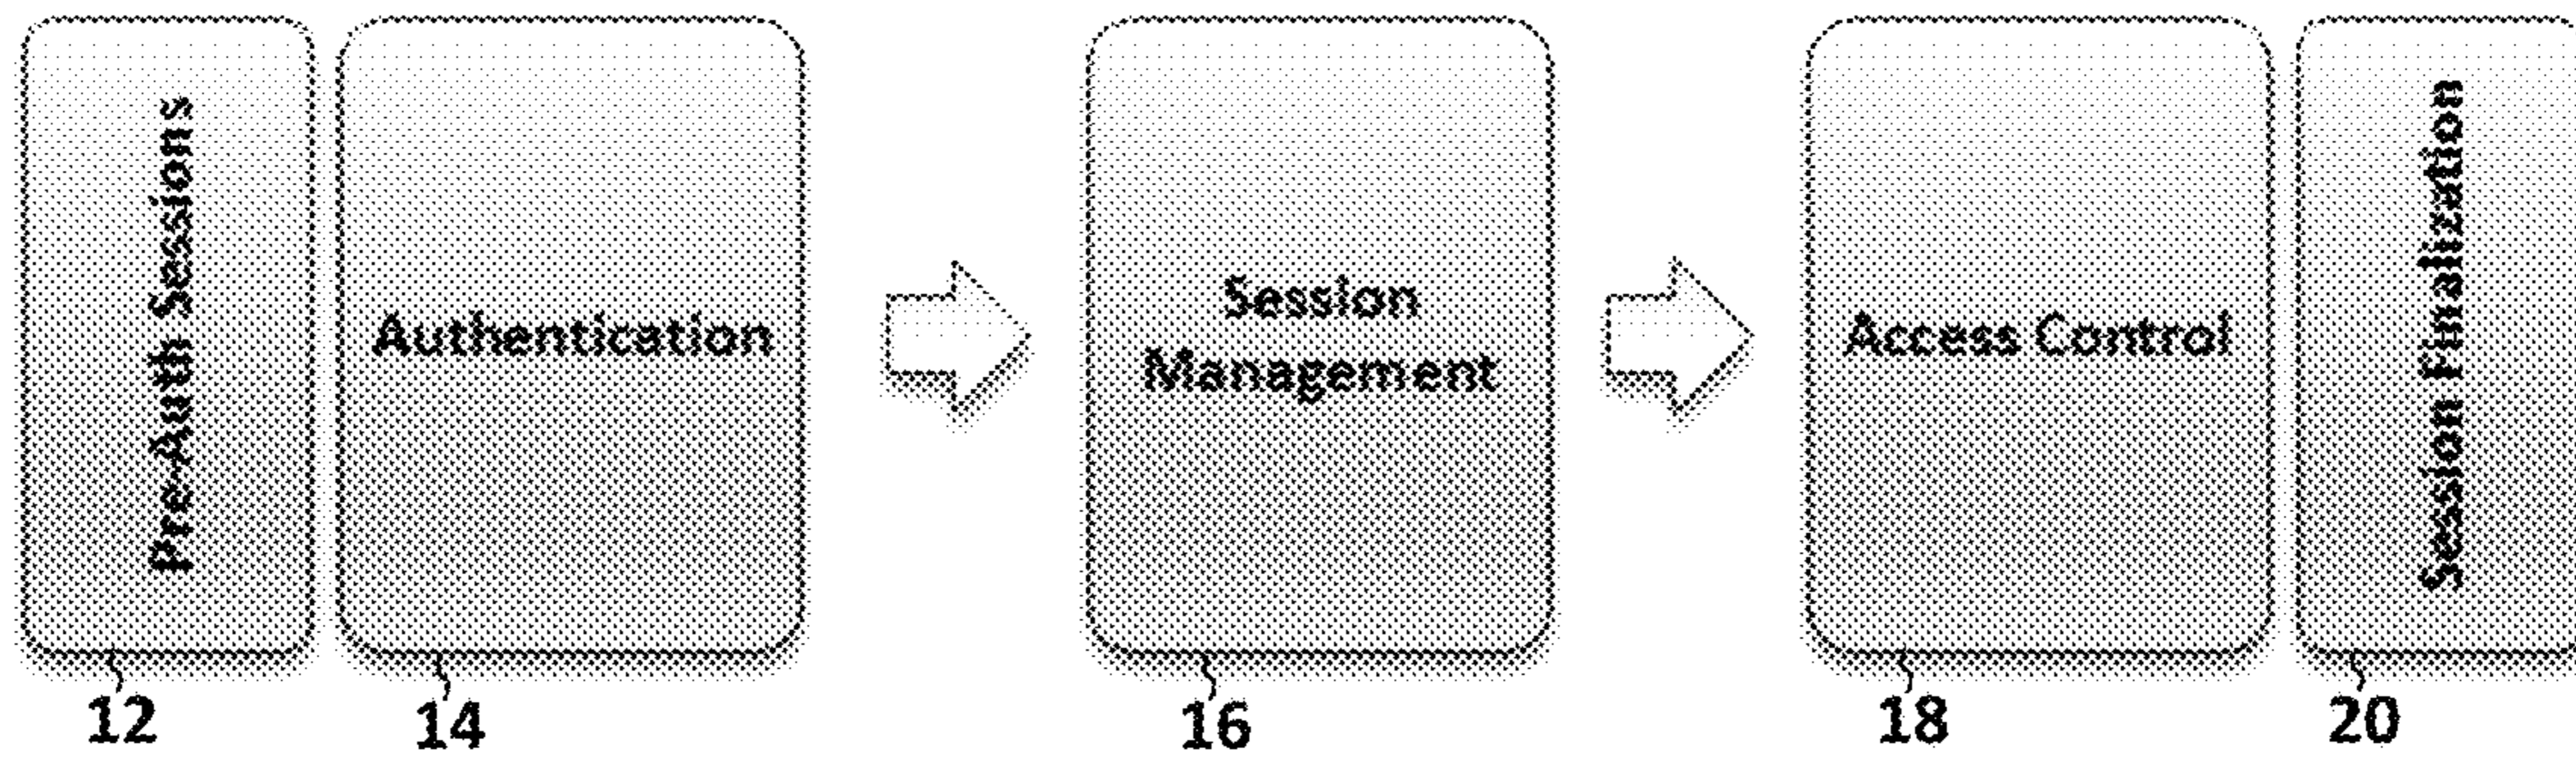 Pre-Auth Sessions
Authentication
Session
Management
Access Control
Session Finalization
12
14
16
18
20